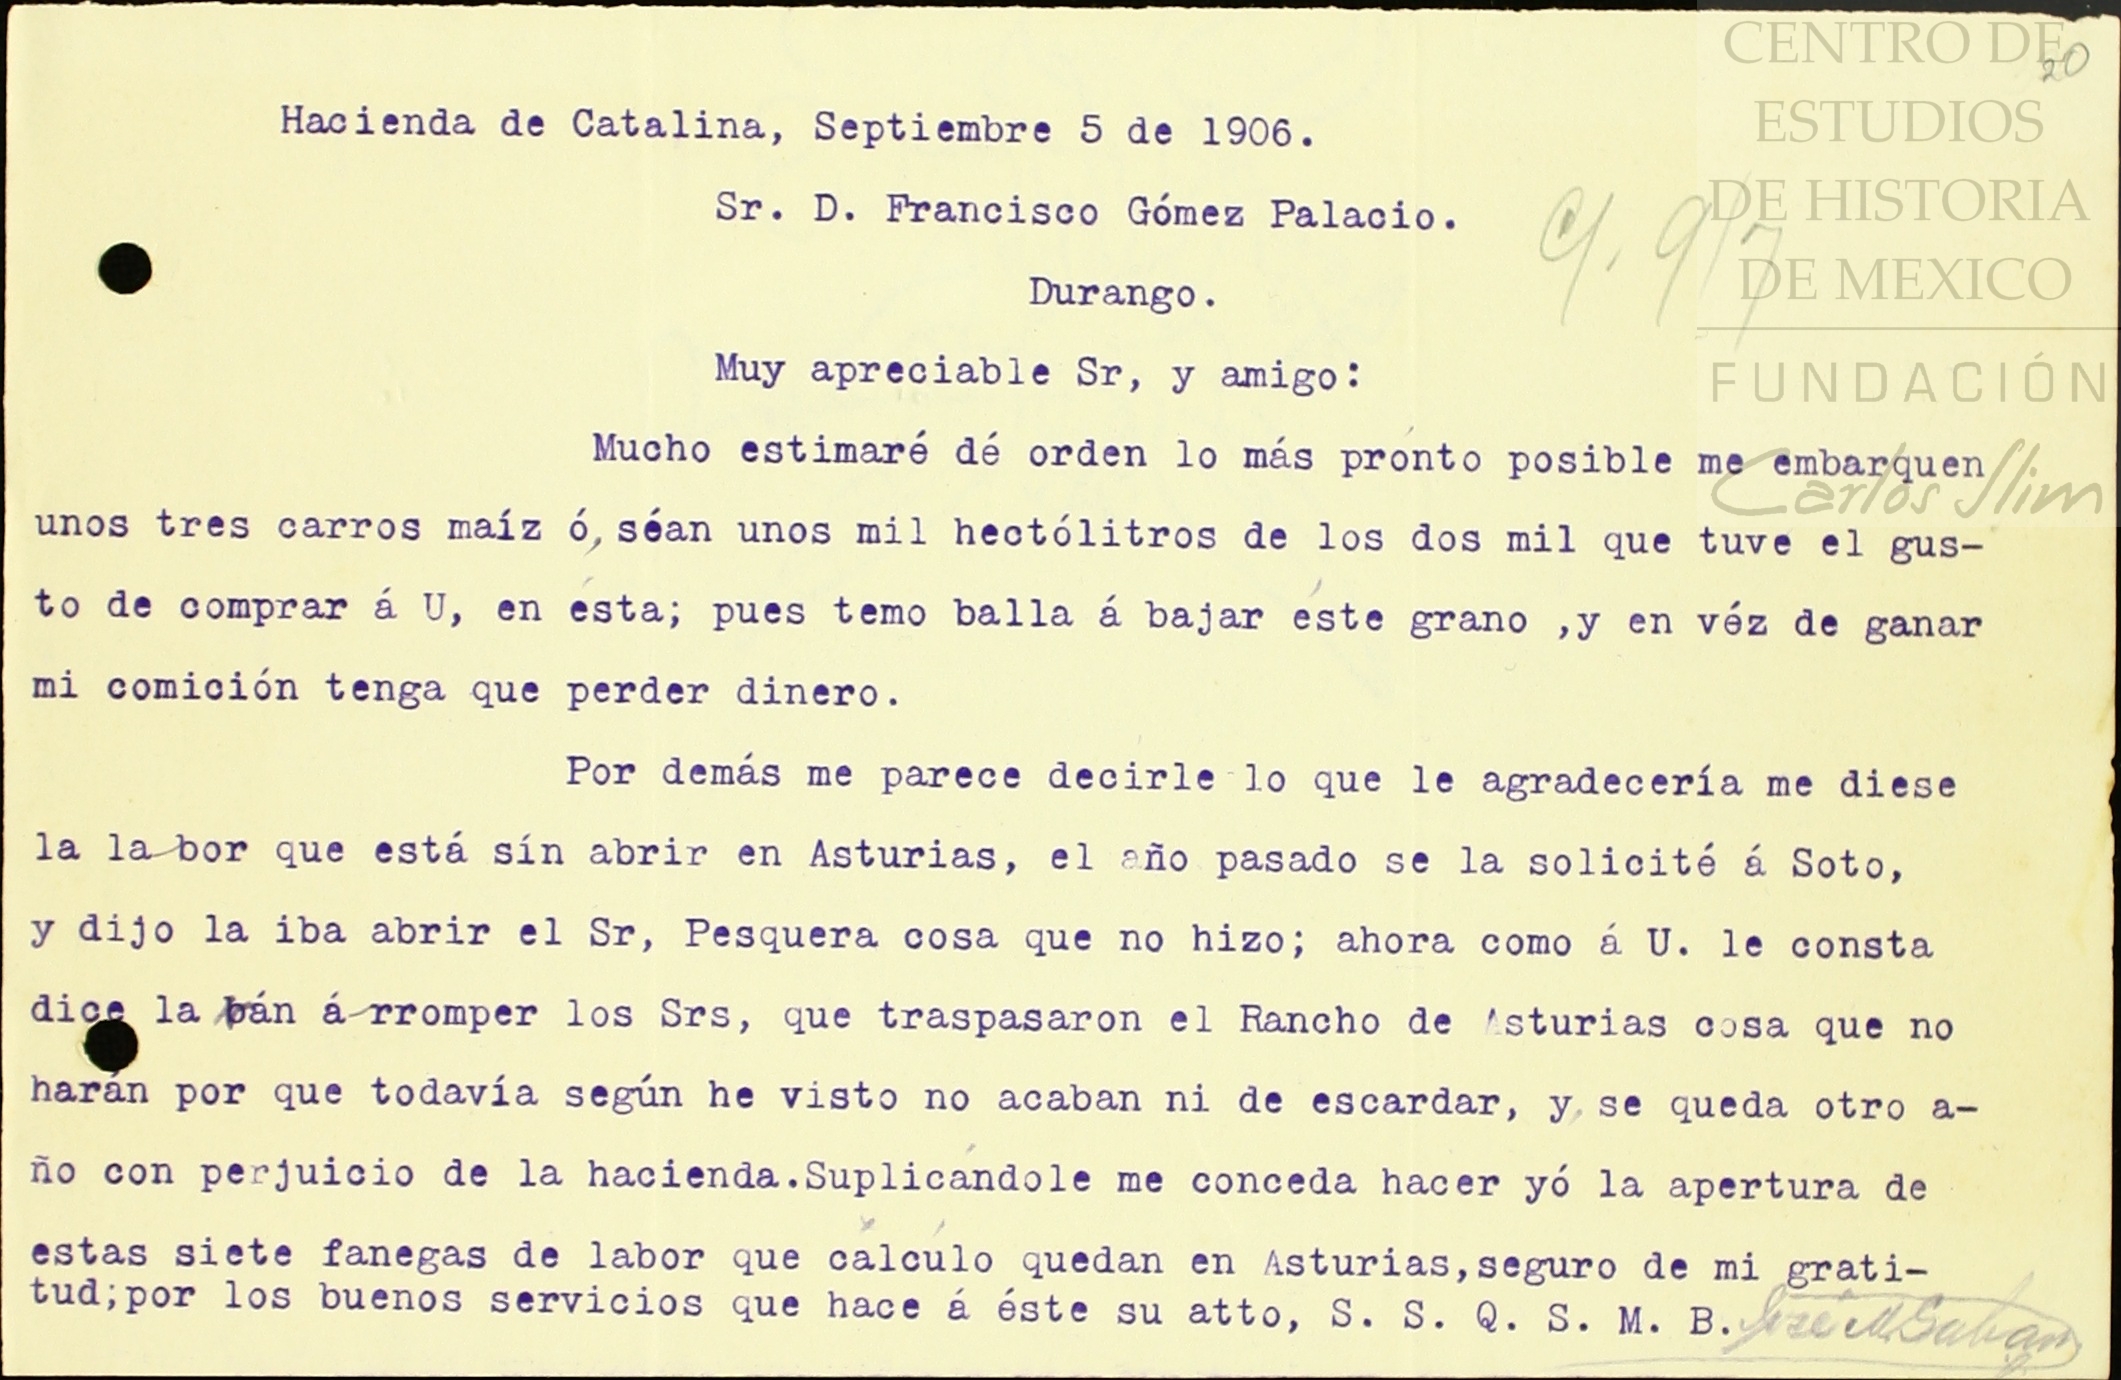 CENTRO DE
ESTUDIOS
DE HISTORIA
DE MEXICO
FUNDACIÓN
Carlos Slim
20
Hacienda de Catalina, Septiembre 5 de 1906.
Sr. D. Francisco Gómez Palacio.
C/. 9/7
Durango.
Muy apreciable Sr, y amigo:
Mucho estimaré dé orden lo más pronto posible me embarquen
unos tres carros maíz ó, séan unos mil hectólitros de los dos mil que tuve el gus-
to de comprar á U, en ésta; pues temo balla á bajar éste grano ,y en véz de ganar
mi comición tenga que perder dinero.
Por demás me parece decirle lo que le agradecería me diese
la la bor que está sín abrir en Asturias, el año pasado se la solicité á Soto,
y dijo la iba abrir el Sr, Pesquera cosa que no hizo; ahora como á U. le consta
dice la bán á rromper los Srs, que traspasaron el Rancho de Asturias cosa que no
harán por que todavía según he visto no acaban ni de escardar, y, se queda otro a-
ño con perjuicio de la hacienda.Suplicándole me conceda hacer yó la apertura de
estas siete fanegas de labor que cálcúlo quedan en Asturias,seguro de mi grati-
tud;por los buenos servicios que hace á éste su atto, S. S. Q. S. M. B.
José M.